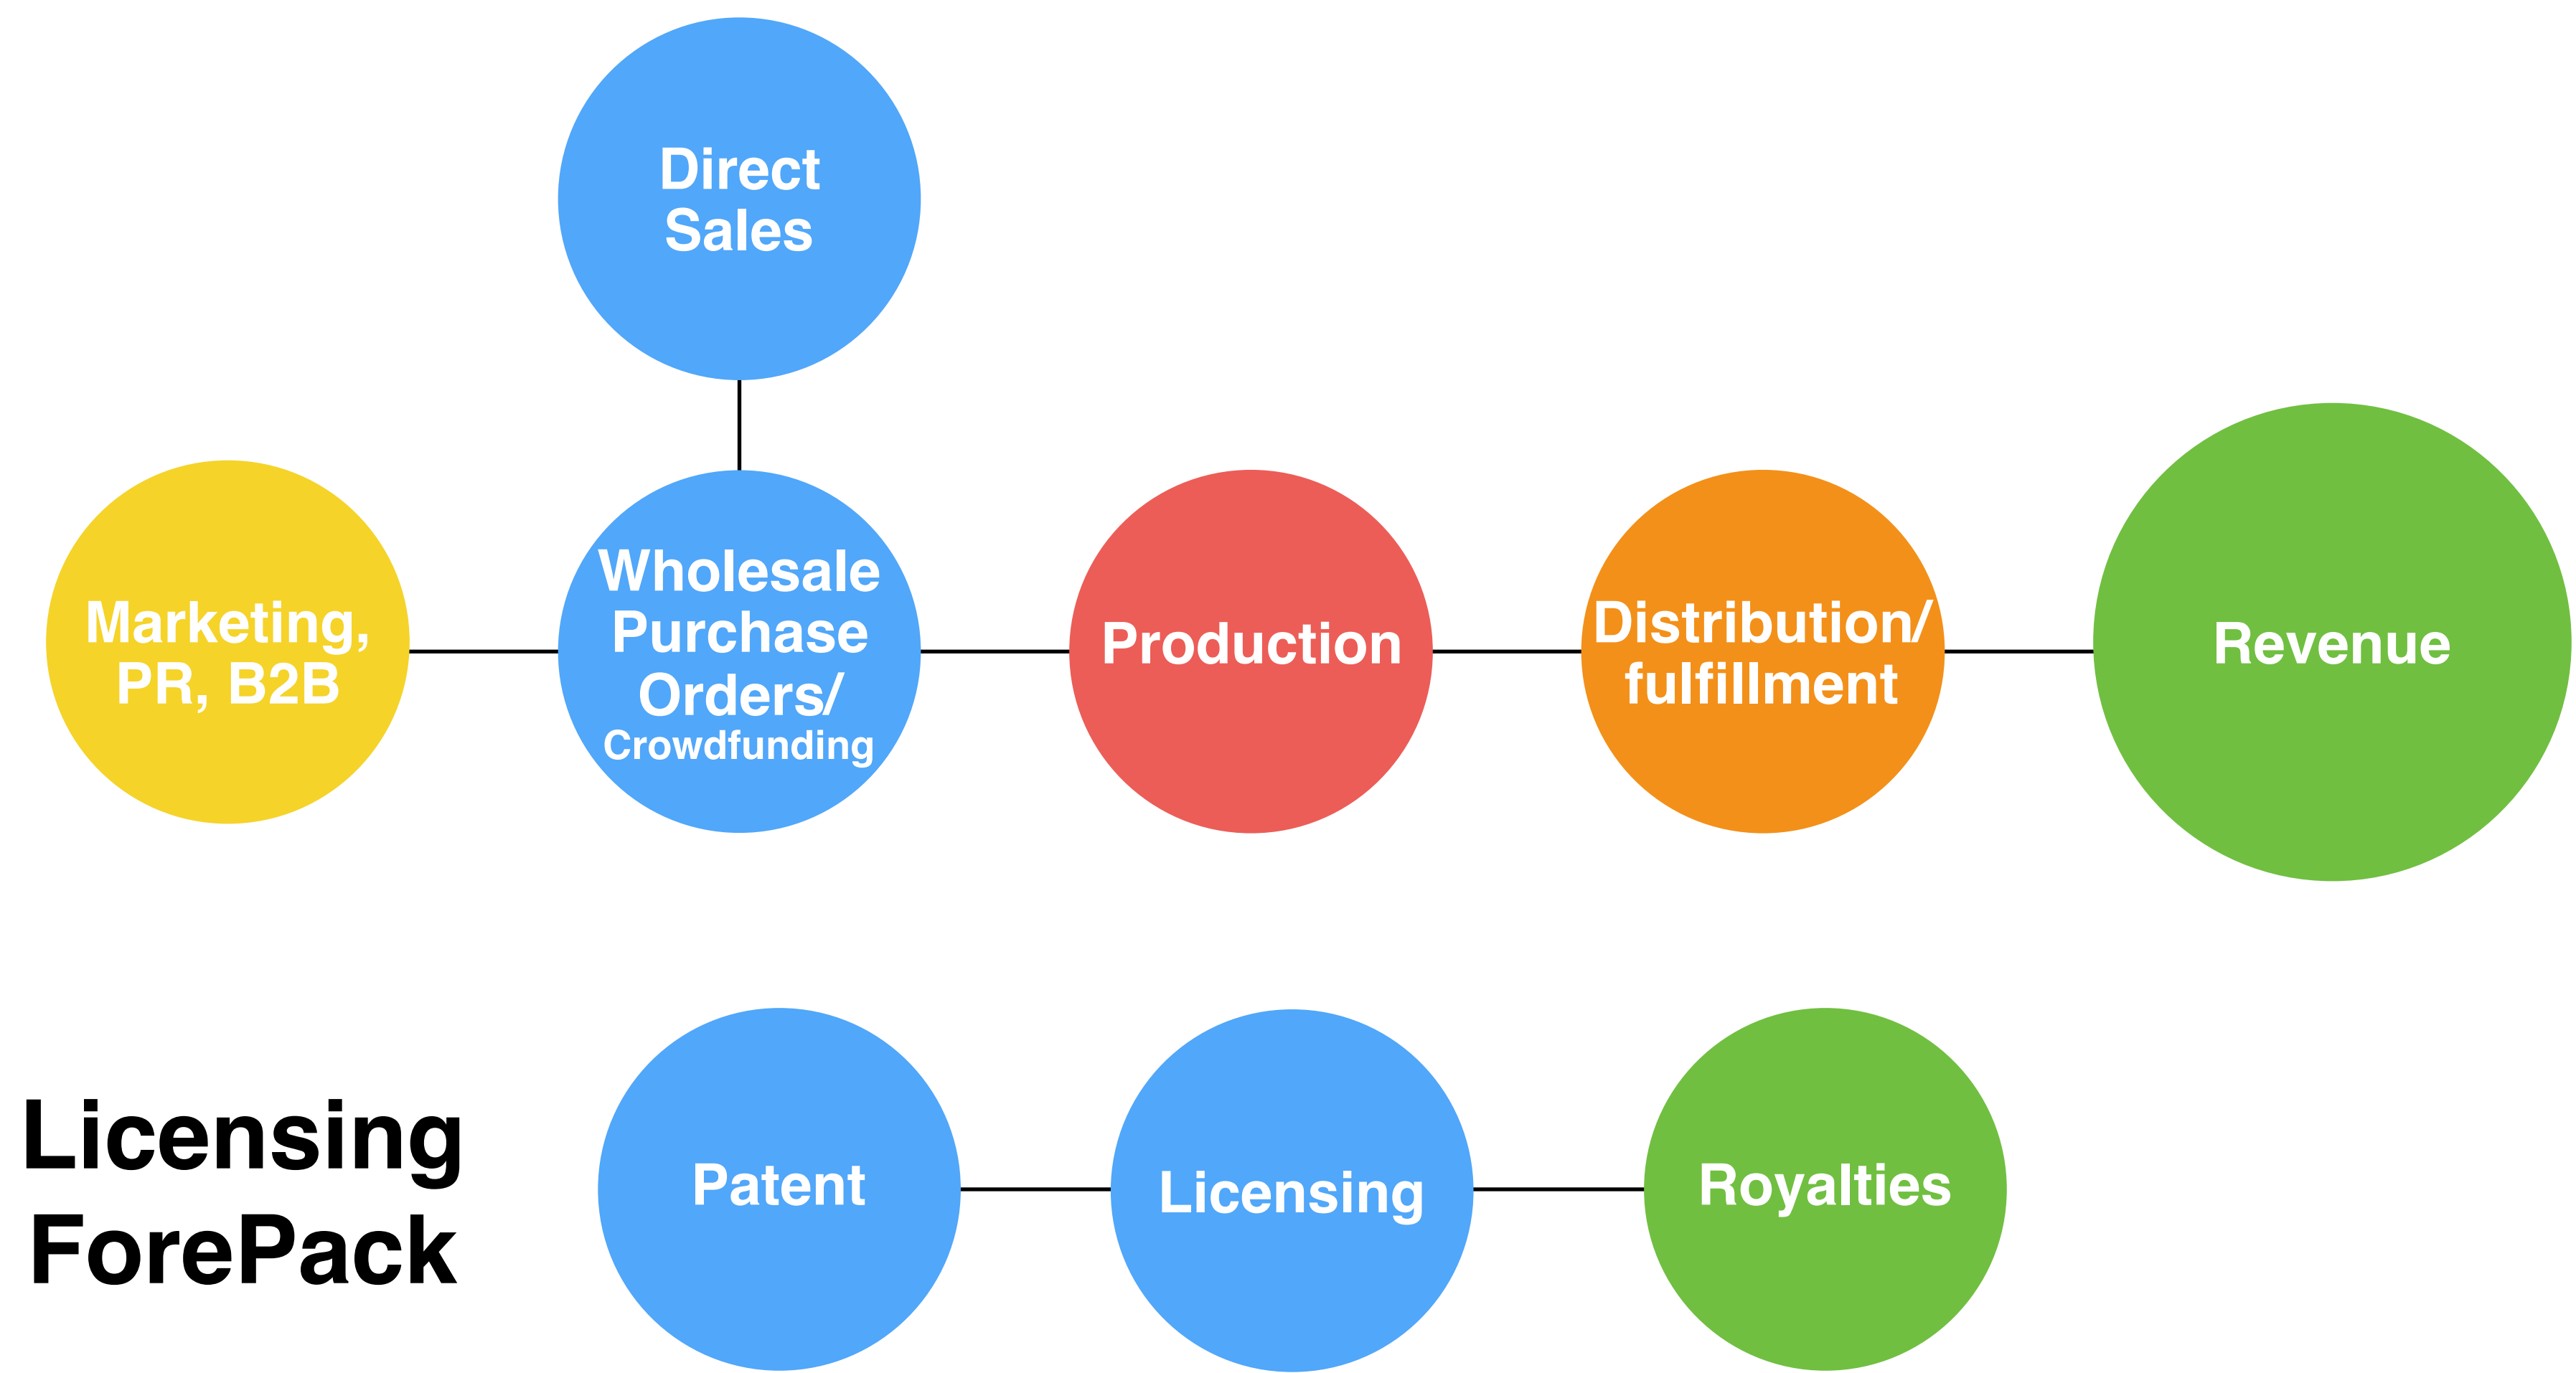 Direct
Sales
Marketing,
PR, B2B
Wholesale
Purchase
Orders/
Crowdfunding
Production
Distribution/
fulfillment
Revenue
Licensing
ForePack
Patent
Licensing
Royalties